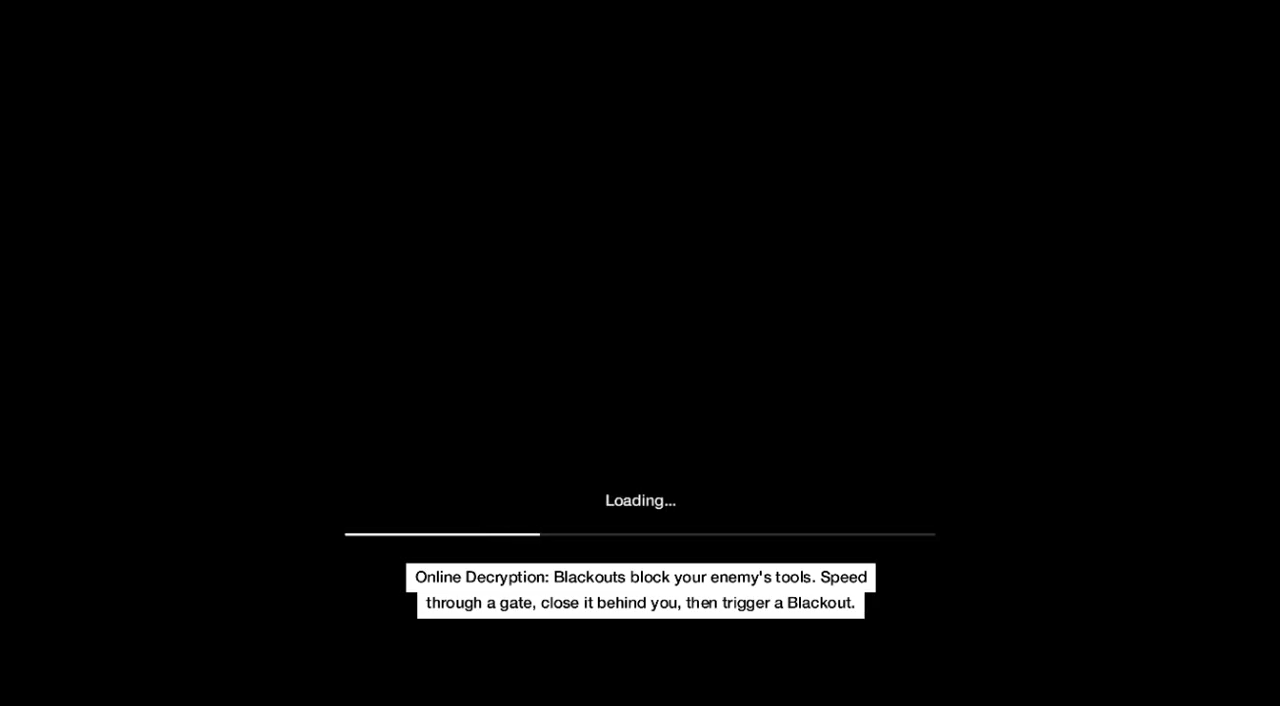 Loading...
Online Decryption: Blackouts block your enemy's tools. Speed
through a gate, close it behind you, then trigger a Blackout.